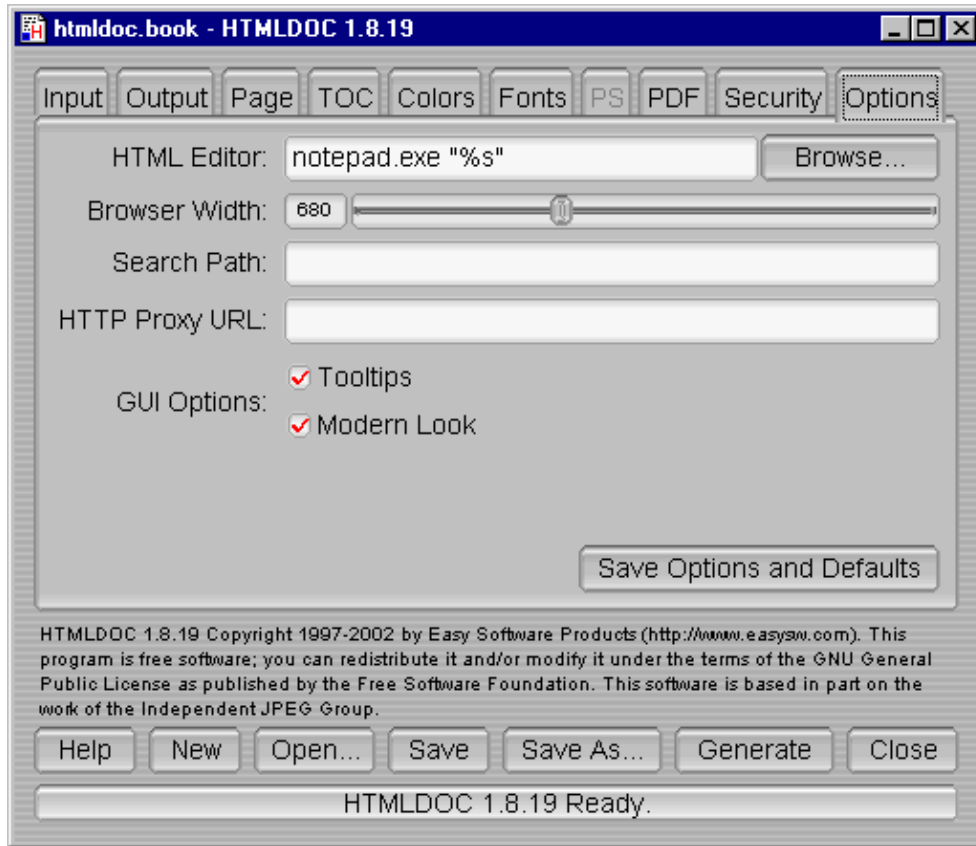 htmldoc.book - HTMLDOC 1.8.19
Input Output Page TOC Colors Fonts PS PDF Security Options
HTML Editor: notepad.exe "%s" Browse...
Browser Width: 680
Search Path:
HTTP Proxy URL:
Tooltips
GUI Options:
Modern Look
Save Options and Defaults
HTMLDOC 1.8.19 Copyright 1997-2002 by Easy Software Products (http://www.easysw.com). This
program is free software; you can redistribute it and/or modify it under the terms of the GNU General
Public License as published by the Free Software Foundation. This software is based in part on the
work of the Independent JPEG Group.
Help New Open... Save Save As... Generate Close
HTMLDOC 1.8.19 Ready.